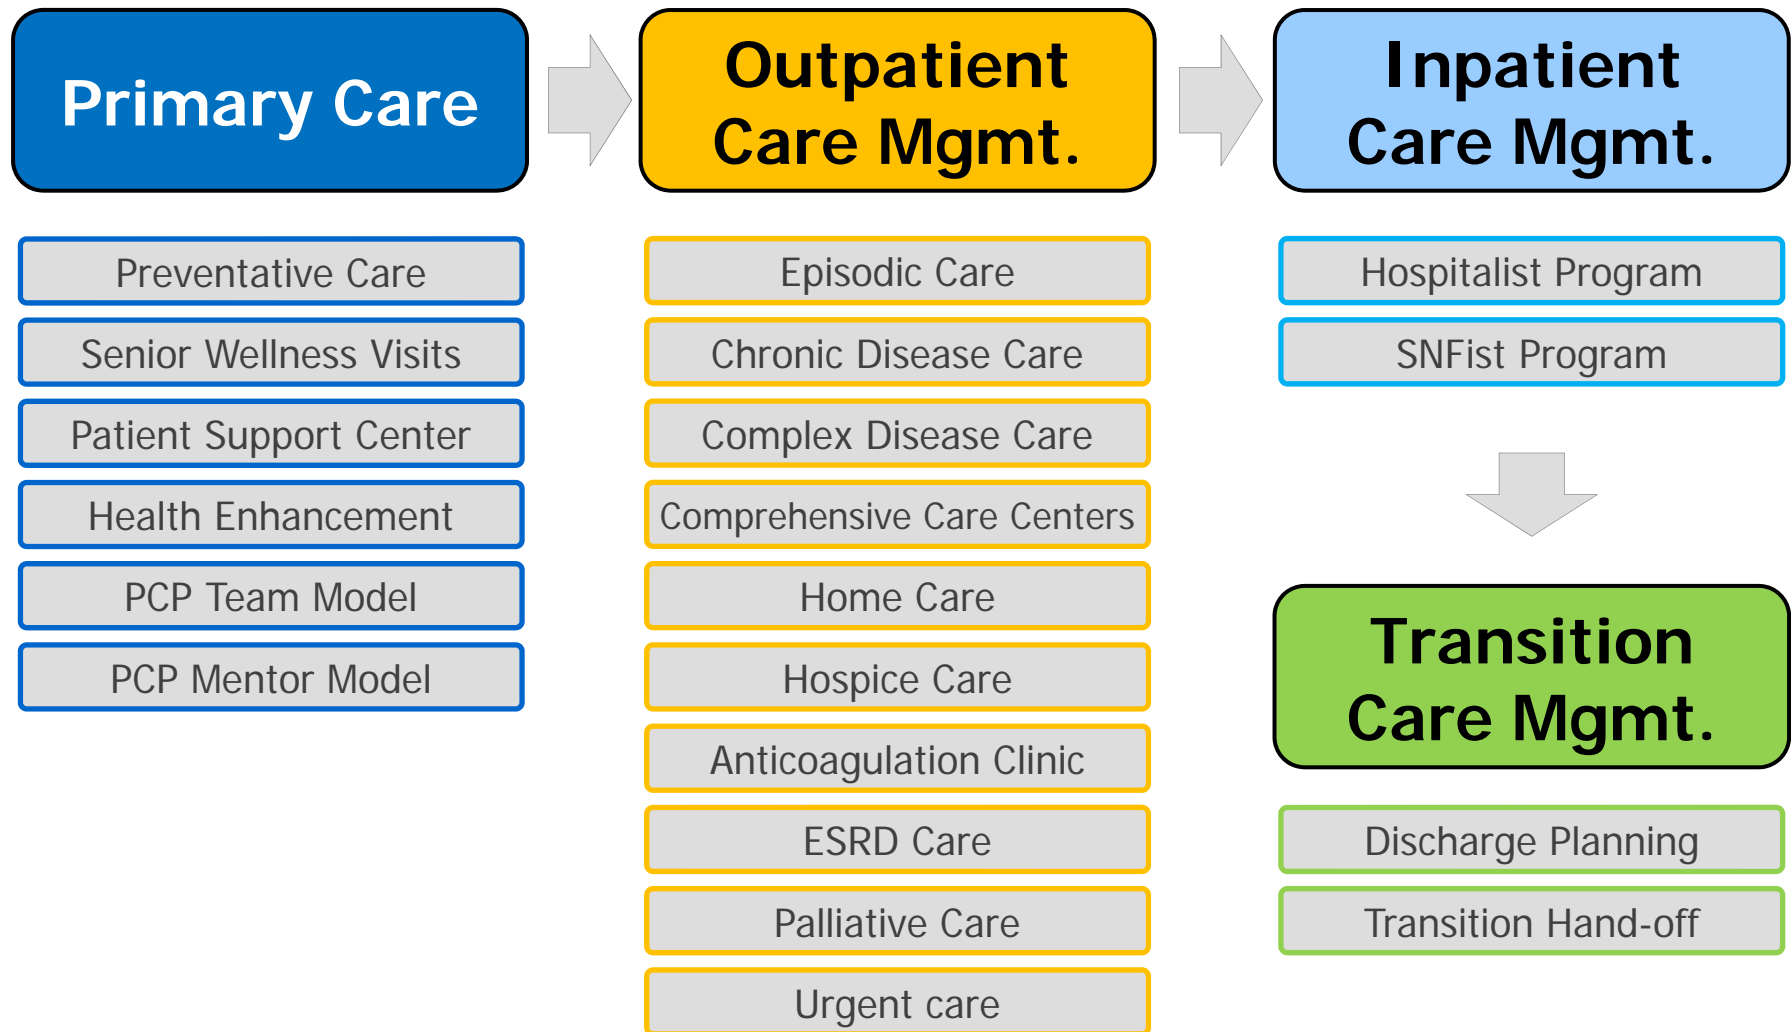 Primary Care
Preventative Care
Senior Wellness Visits
Patient Support Center
Health Enhancement
PCP Team Model
PCP Mentor Model
Outpatient
Care Mgmt.
Episodic Care
Chronic Disease Care
Complex Disease Care
Comprehensive Care Centers
Home Care
Hospice Care
Anticoagulation Clinic
ESRD Care
Palliative Care
Urgent care
Inpatient
Care Mgmt.
Hospitalist Program
SNFist Program
Transition
Care Mgmt.
Discharge Planning
Transition Hand-off